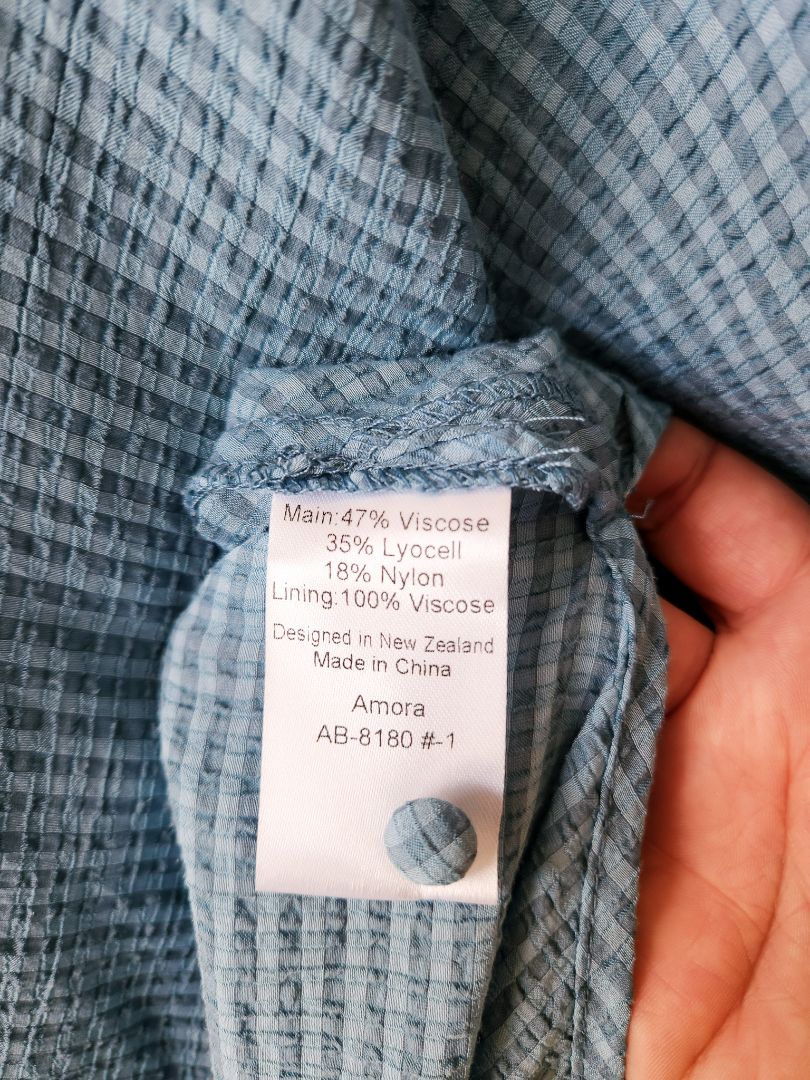 Main:47% Viscose
35% Lyocell
18% Nylon
Lining:100% Viscose
Designed in New Zealand
Made in China
Amora
AB-8180 #-1